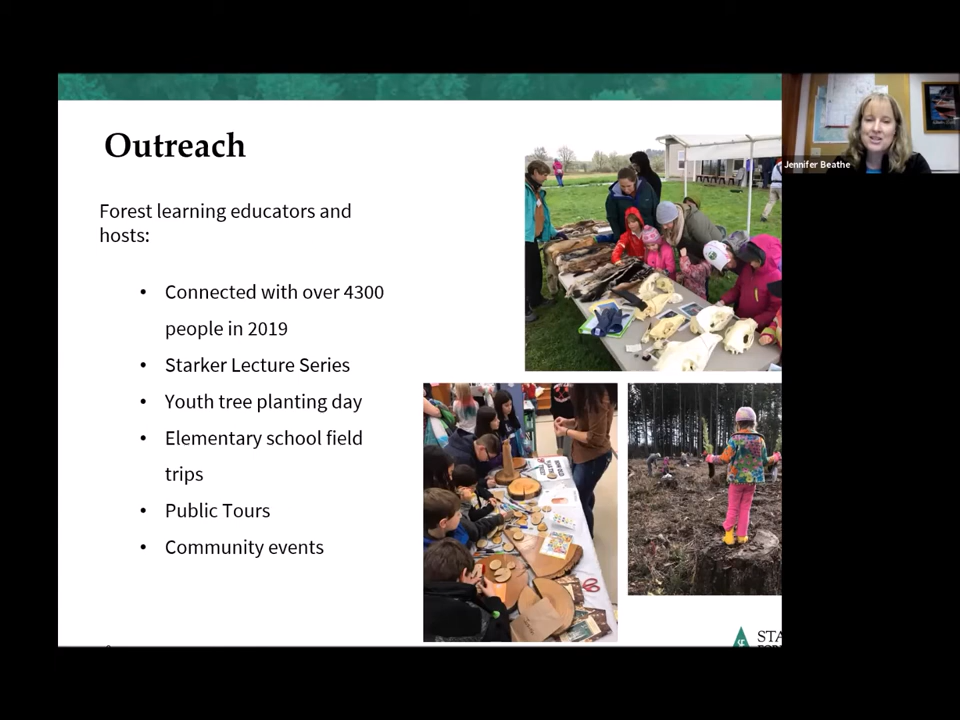 Outreach
Jennifer Beathe
Forest learning educators and
hosts:
• Connected with over 4300
people in 2019
• Starker Lecture Series
• Youth tree planting day
• Elementary school field
trips
• Public Tours
• Community events
STA